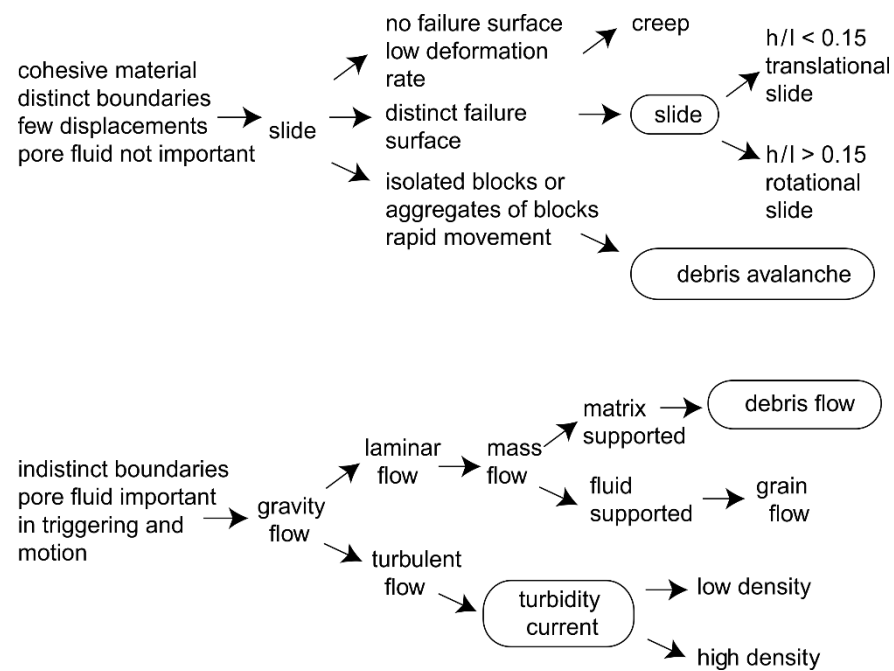 cohesive material
distinct boundaries
few displacements
pore fluid not important
slide
no failure surface
low deformation
rate
creep
distinct failure
surface
slide
h/l < 0.15
translational
slide
h/l > 0.15
rotational
slide
isolated blocks or
aggregates of blocks
rapid movement
debris avalanche
indistinct boundaries
pore fluid important
in triggering and
motion
gravity
flow
laminar
flow
mass
flow
matrix
supported
debris flow
fluid
supported
grain
flow
turbulent
flow
turbidity
current
low density
high density